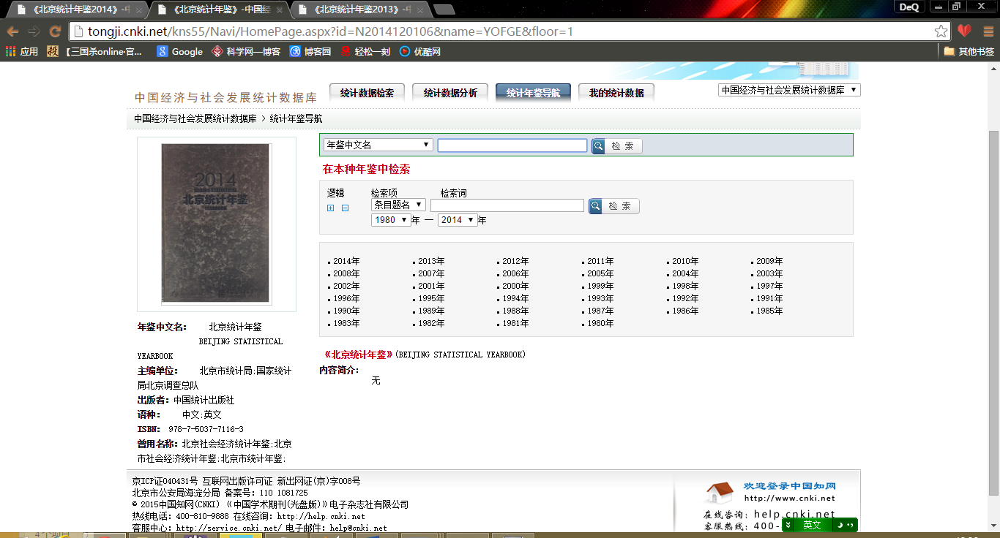 《北京统计年鉴2014》-中
《北京统计年鉴》-中国经
《北京统计年鉴2013》-中
DeQ
tongji.cnki.net/kns55/Navi/HomePage.aspx?id=N2014120106&name=YOFGE&floor=1
应用
殺
【三国杀online·官...
Google
科学网—博客
博客园
轻松一刻
优酷网
其他书签
中国经济与社会发展统计数据库
统计数据检索
统计数据分析
统计年鉴导航
我的统计数据
中国经济与社会发展统计数据库
中国经济与社会发展统计数据库 > 统计年鉴导航
2014
北京统计年鉴
YEARBOOK
年鉴中文名: 北京统计年鉴
BEIJING STATISTICAL
YEARBOOK
主编单位: 北京市统计局;国家统计
局北京调查总队
出版者: 中国统计出版社
语种: 中文;英文
ISBN: 978-7-5037-7116-3
曾用名称: 北京社会经济统计年鉴;北京
市社会经济统计年鉴;北京市统计年鉴;
年鉴中文名
检 索
在本种年鉴中检索
逻辑 检索项 检索词
条目题名
检 索
1980 年 — 2014 年
2014年 2013年 2012年 2011年 2010年 2009年
2008年 2007年 2006年 2005年 2004年 2003年
2002年 2001年 2000年 1999年 1998年 1997年
1996年 1995年 1994年 1993年 1992年 1991年
1990年 1989年 1988年 1987年 1986年 1985年
1983年 1982年 1981年 1980年
《北京统计年鉴》(BEIJING STATISTICAL YEARBOOK)
内容简介:
无
京ICP证040431号 互联网出版许可证 新出网证(京)字008号
北京市公安局海淀分局 备案号: 110 1081725
© 2015中国知网(CNKI) 《中国学术期刊(光盘版)》电子杂志社有限公司
热线电话: 400-810-9888 在线咨询: http://help.cnki.net
客服中心: http://service.cnki.net/ 电子邮件: help@cnki.net
欢迎登录中国知网
http://www.cnki.net
在线咨询: help.cnki.net
客服热线: 400-
英文